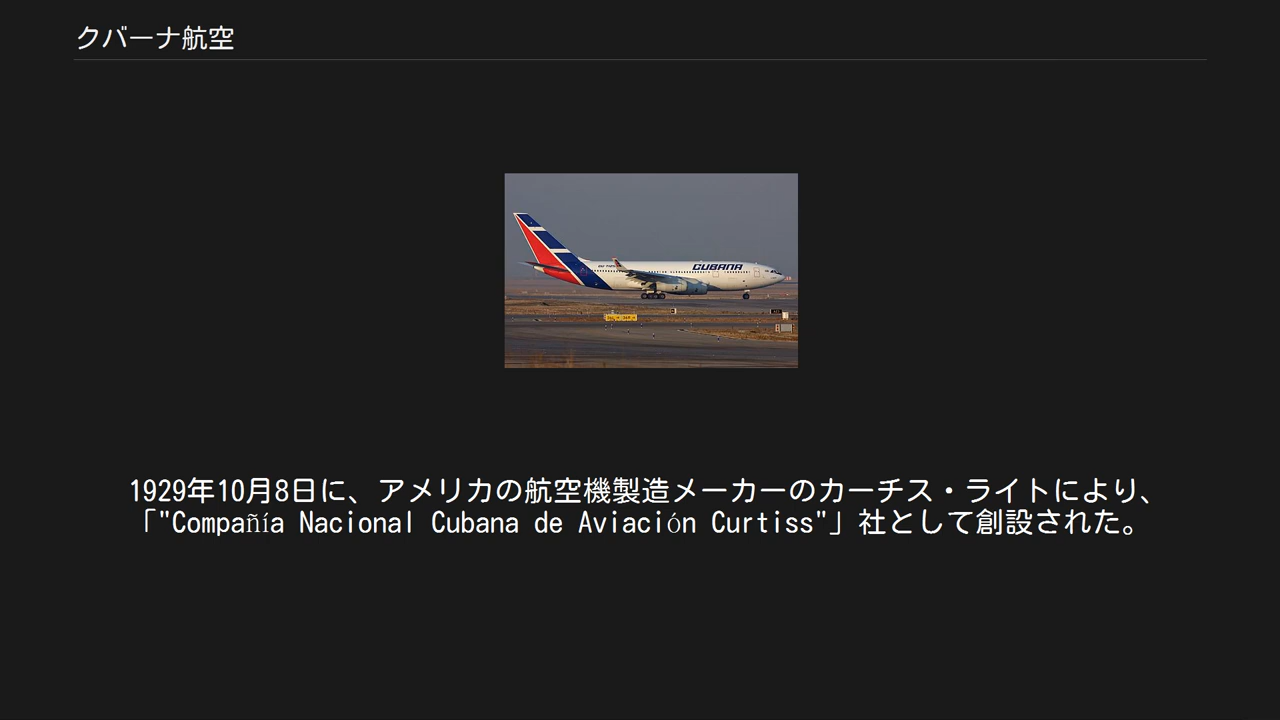 クバーナ航空
CUBANA
1929年10月8日に、アメリカの航空機製造メーカーのカーチス・ライトにより、
「"Compañía Nacional Cubana de Aviación Curtiss"」社として創設された。